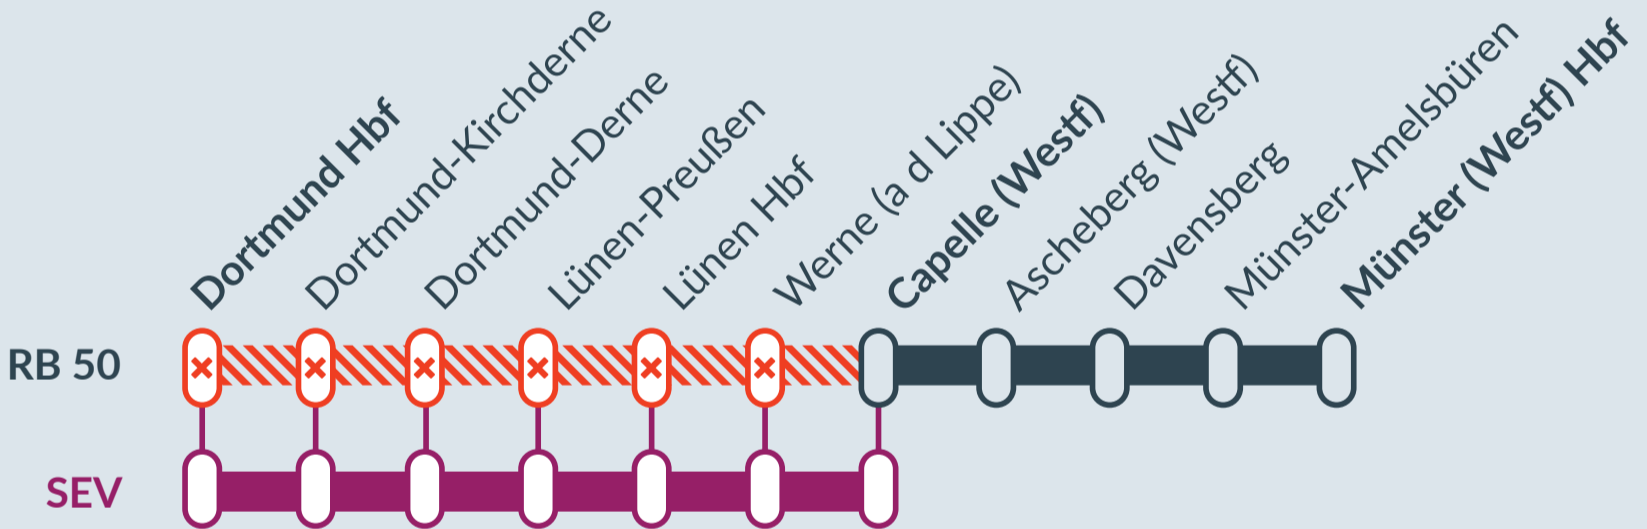 Dortmund Hbf
Dortmund-Kirchderne
Dortmund-Derne
Lünen-Preußen
Lünen Hbf
Werne (a d Lippe)
Capelle (Westf)
Ascheberg (Westf)
Davensberg
Münster-Amelsbüren
Münster (Westf) Hbf
RB 50
SEV